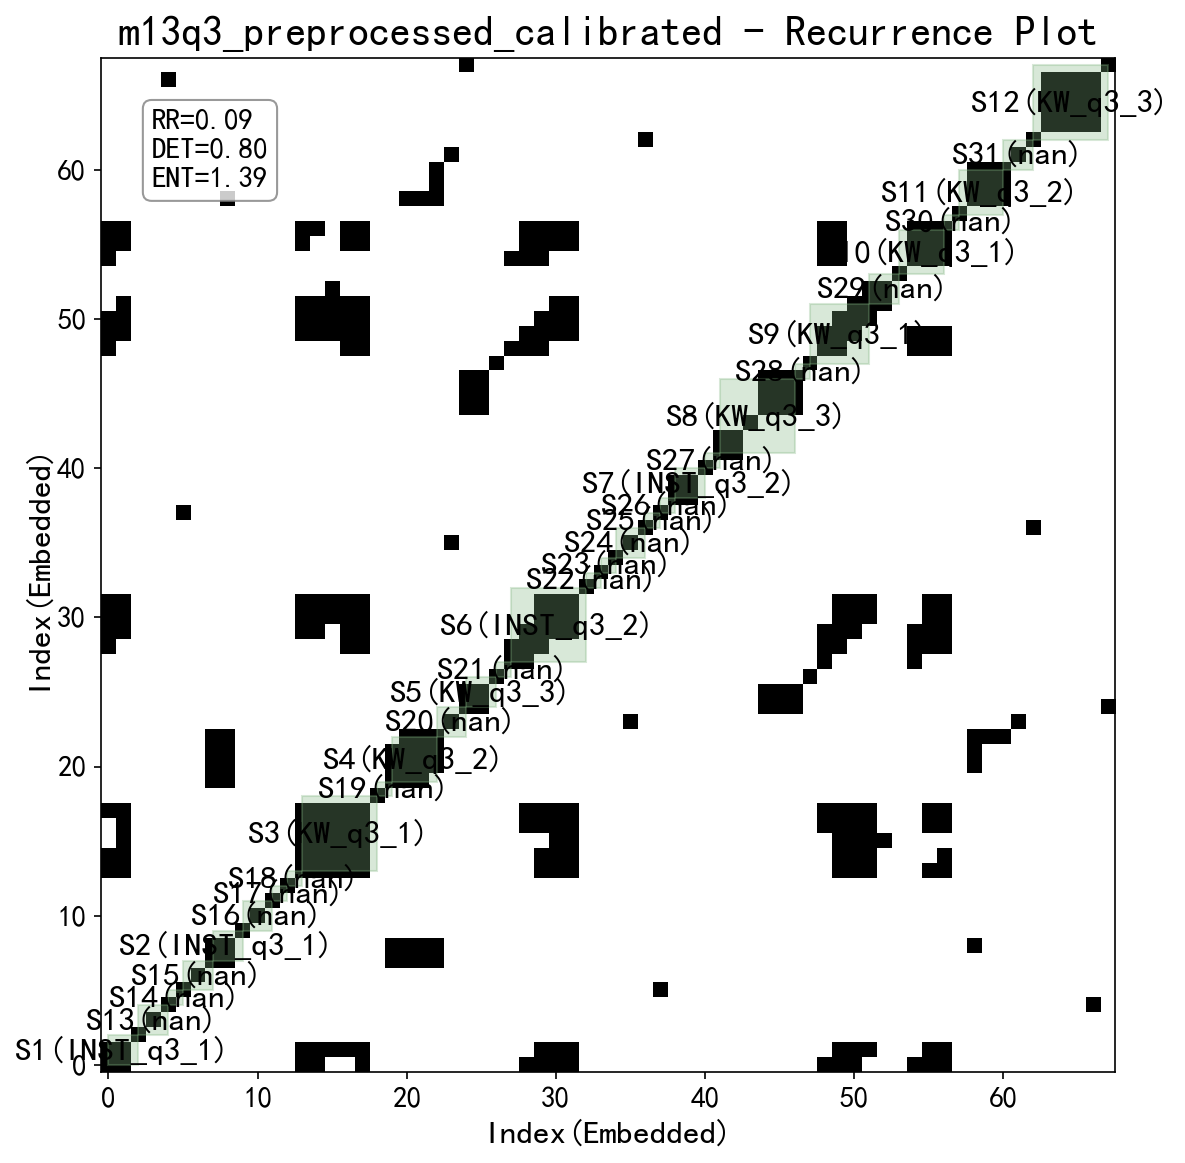 m13q3_preprocessed_calibrated - Recurrence Plot
RR=0.09
DET=0.80
ENT=1.39
S12(KW_q3_3)
S31(nan)
S11(KW_q3_2)
S30(nan)
10(KW_q3_1)
S29(nan)
S9(KW_q3_1)
S28(nan)
S8(KW_q3_3)
S27(nan)
S7(INST_q3_2)
S26(nan)
S25(nan)
S24(nan)
S23(nan)
S22(nan)
S6(INST_q3_2)
S21(nan)
S5(KW_q3_3)
S20(nan)
S4(KW_q3_2)
S19(nan)
S3(KW_q3_1)
S18(nan)
S17(nan)
S16(nan)
S2(INST_q3_1)
S15(nan)
S14(nan)
S13(nan)
S1(INST_q3_1)
60
50
40
30
20
10
0
Index(Embedded)
0 10 20 30 40 50 60
Index(Embedded)